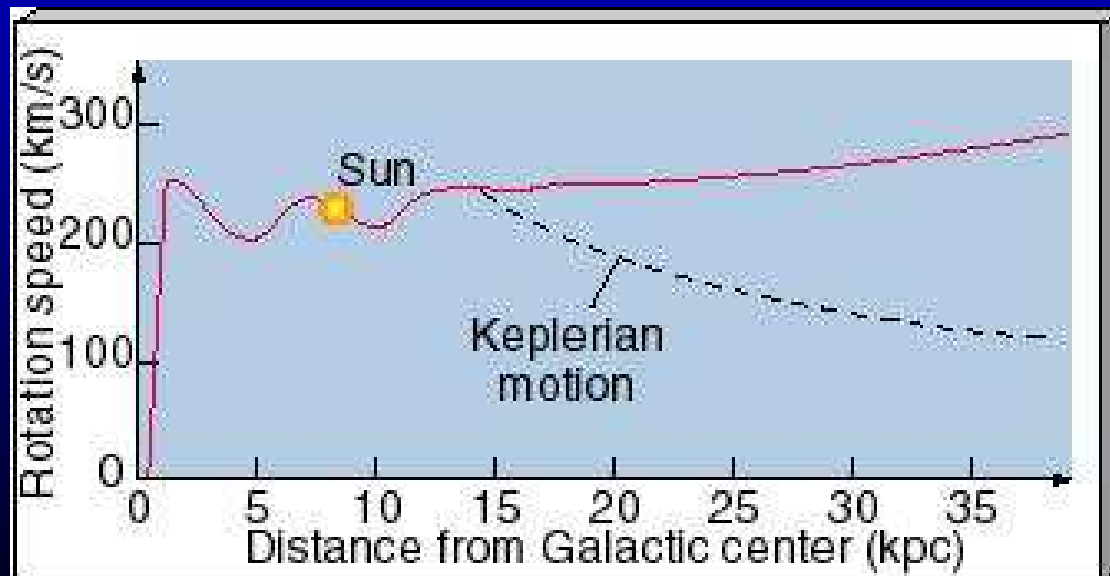 Rotation speed (km/s)
300
200
100
0
Sun
Keplerian
motion
0 5 10 15 20 25 30 35
Distance from Galactic center (kpc)